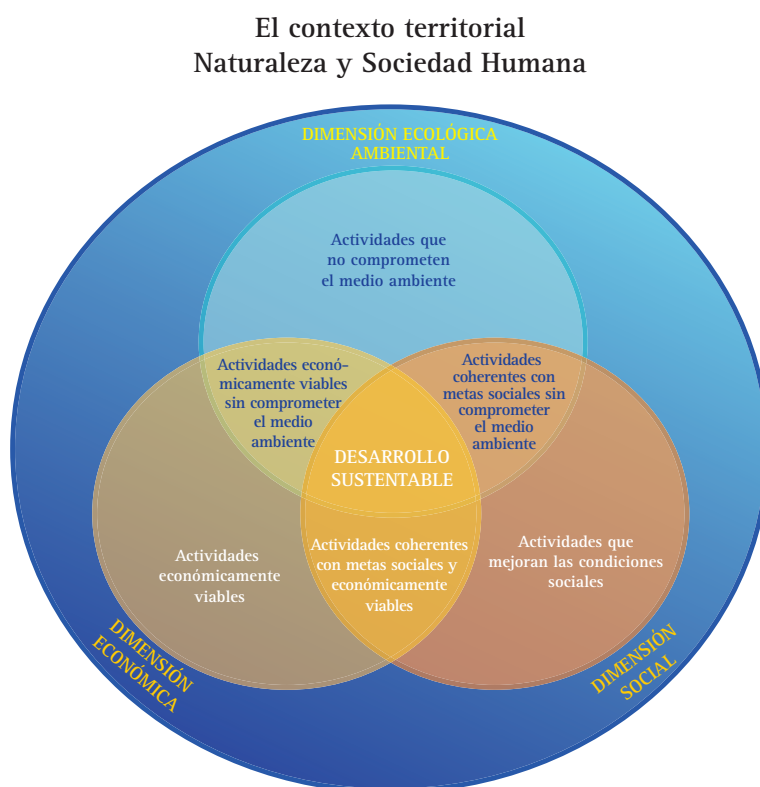 El contexto territorial
Naturaleza y Sociedad Humana
DIMENSIÓN ECOLÓGICA
AMBIENTAL
Actividades que
no comprometen
el medio ambiente
Actividades econó-
micamente viables
sin comprometer
el medio
ambiente
Actividades
coherentes con
metas sociales sin
comprometer
el medio
ambiente
DESARROLLO
SUSTENTABLE
Actividades
económicamente
viables
Actividades coherentes
con metas sociales y
económicamente
viables
Actividades que
mejoran las condiciones
sociales
DIMENSIÓN
ECONÓMICA
DIMENSIÓN
SOCIAL